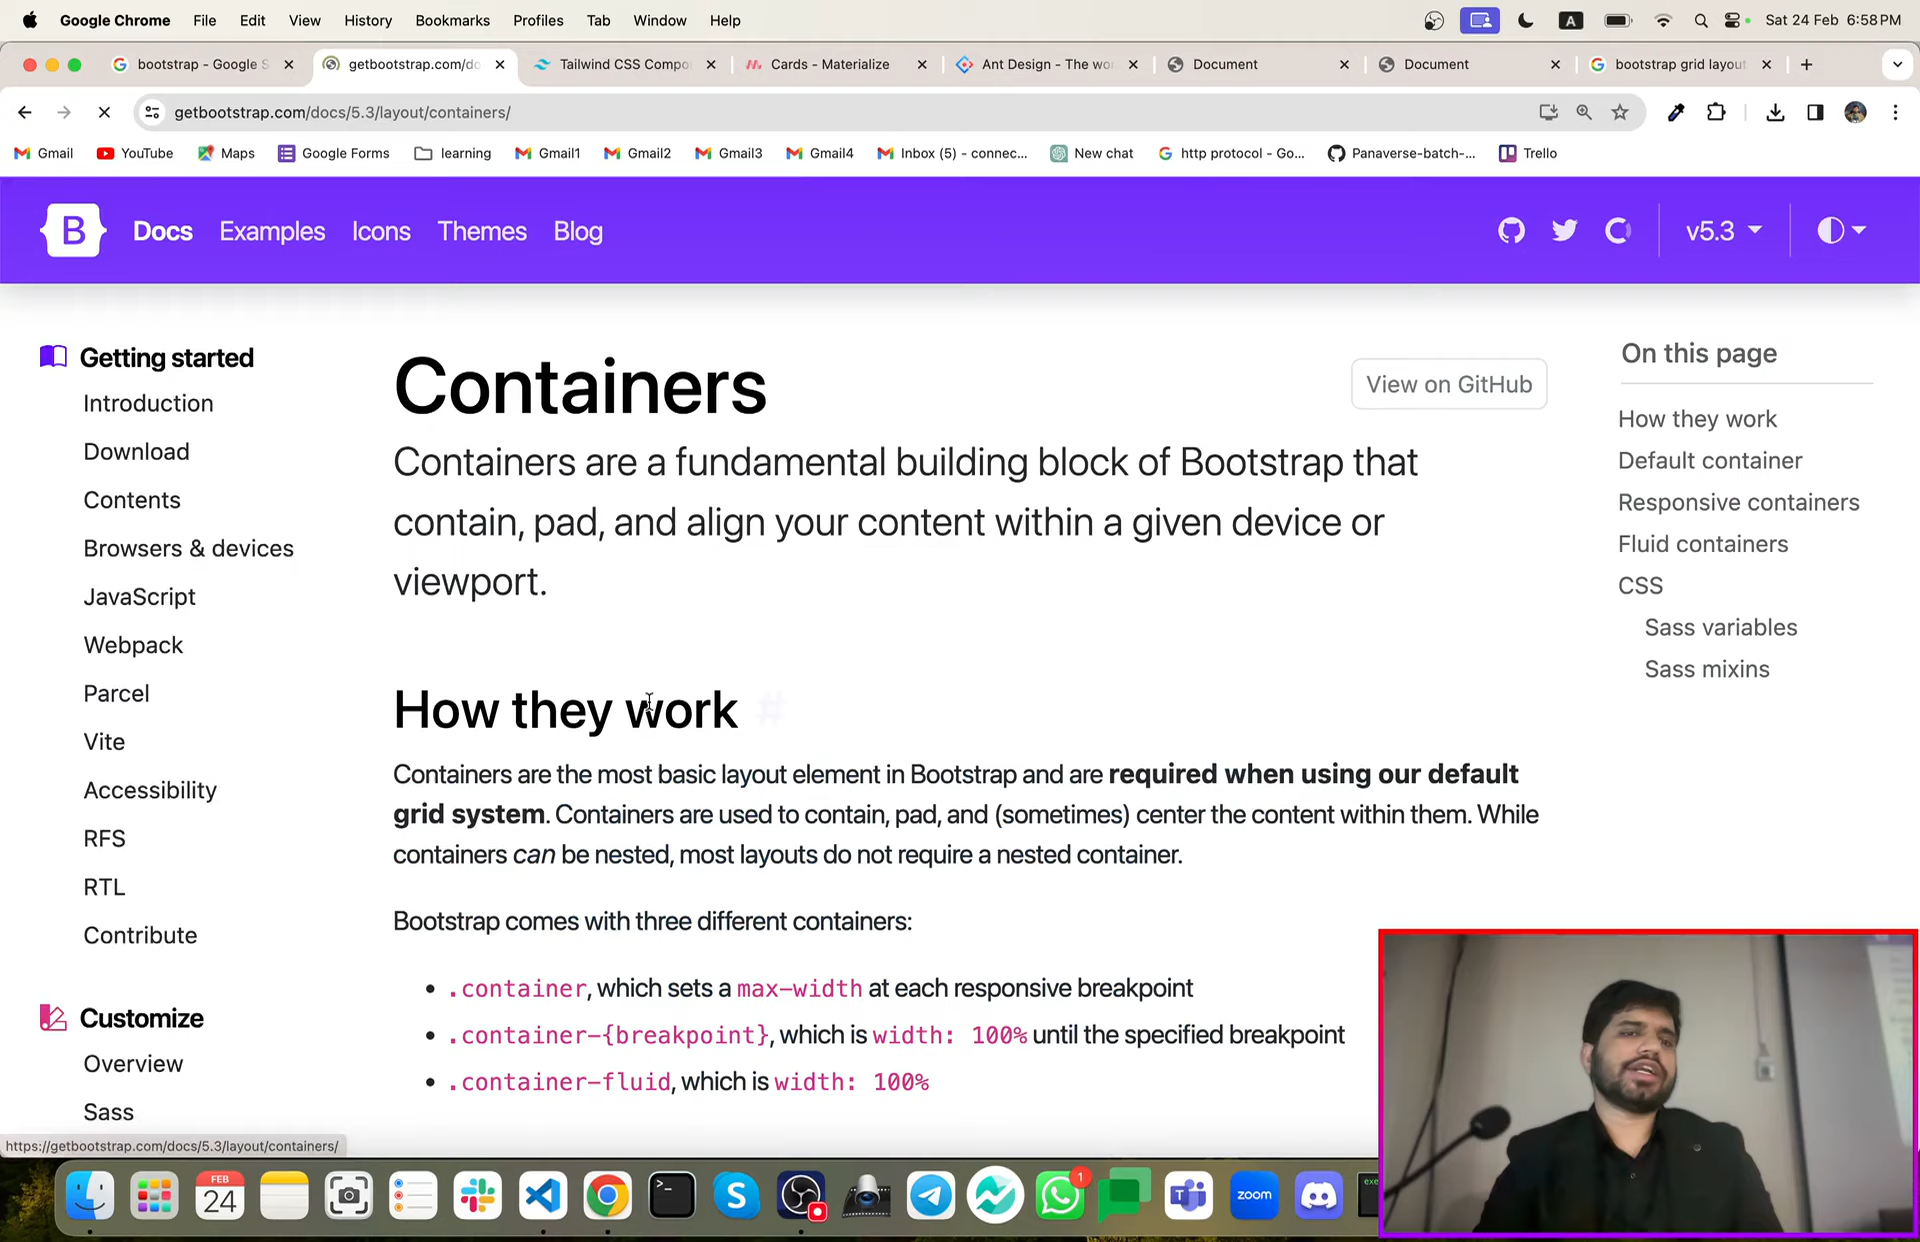 Google Chrome File Edit View History Bookmarks Profiles Tab Window Help
A Sat 24 Feb 6:58 PM
bootstrap - Google S
getbootstrap.com/do
Tailwind CSS Compo
Cards - Materialize
Ant Design - The wo
Document
Document
bootstrap grid layout
getbootstrap.com/docs/5.3/layout/containers/
Gmail YouTube Maps Google Forms learning Gmail1 Gmail2 Gmail3 Gmail4 Inbox (5) - connec... New chat http protocol - Go... Panaverse-batch-... Trello
B Docs Examples Icons Themes Blog v5.3
Getting started
Introduction
Download
Contents
Browsers & devices
JavaScript
Webpack
Parcel
Vite
Accessibility
RFS
RTL
Contribute
Customize
Overview
Sass
Containers
View on GitHub
Containers are a fundamental building block of Bootstrap that
contain, pad, and align your content within a given device or
viewport.
How they work #
Containers are the most basic layout element in Bootstrap and are required when using our default
grid system. Containers are used to contain, pad, and (sometimes) center the content within them. While
containers can be nested, most layouts do not require a nested container.
Bootstrap comes with three different containers:
• .container, which sets a max-width at each responsive breakpoint
• .container-{breakpoint}, which is width: 100% until the specified breakpoint
• .container-fluid, which is width: 100%
On this page
How they work
Default container
Responsive containers
Fluid containers
CSS
Sass variables
Sass mixins
https://getbootstrap.com/docs/5.3/layout/containers/
FEB
24
>_
S
1
T
zoom
exe